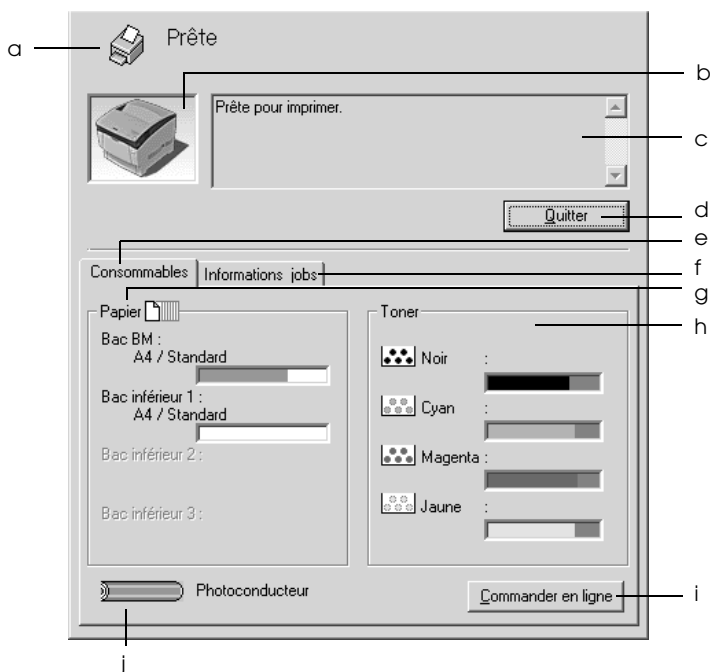 a
Prête
b
Prête pour imprimer.
c
Quitter
d
e
Consommables
Informations jobs
f
g
Papier
Toner
h
Bac BM :
A4 / Standard
Bac inférieur 1 :
A4 / Standard
Bac inférieur 2 :
Bac inférieur 3 :
Noir :
Cyan :
Magenta :
Jaune :
Photoconducteur
Commander en ligne
i
j